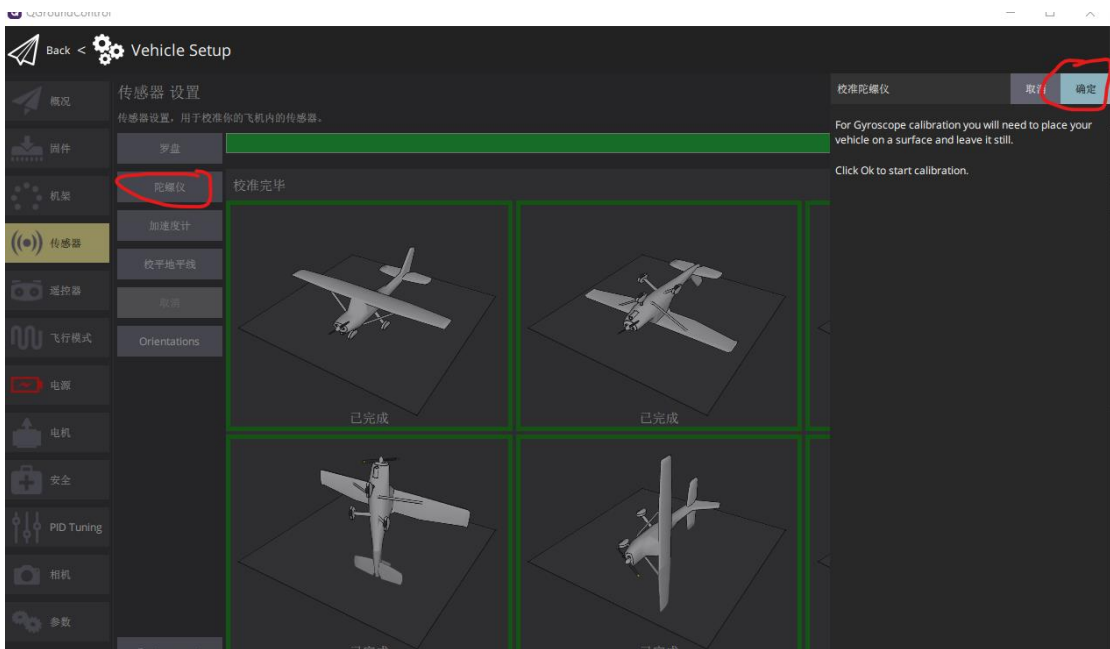 QGroundControl
Back < Vehicle Setup
概况
固件
机架
传感器
遥控器
飞行模式
电源
电机
安全
PID Tuning
相机
参数
传感器 设置
传感器设置，用于校准你的飞机内的传感器。
罗盘
陀螺仪
加速度计
校平地平线
取消
Orientations
校准完毕
已完成
已完成
校准陀螺仪
取消
确定
For Gyroscope calibration you will need to place your
vehicle on a surface and leave it still.
Click Ok to start calibration.